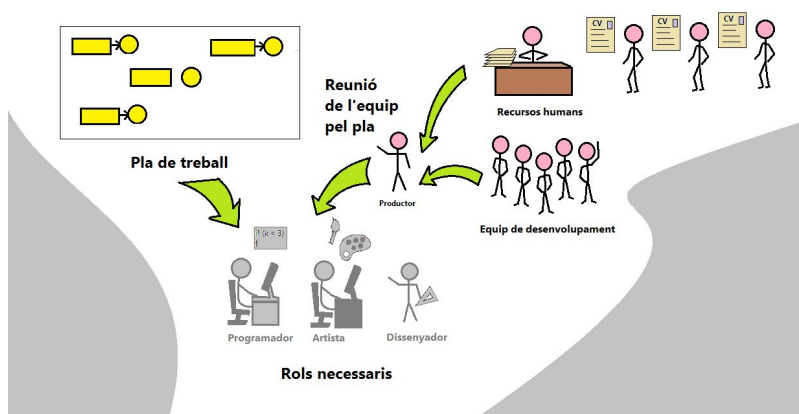 CV
CV
CV
Recursos humans
Reunió
de l'equip
pel pla
Pla de treball
Productor
Equip de desenvolupament
if (k < 3)
{
Programador
Artista
Dissenyador
Rols necessaris